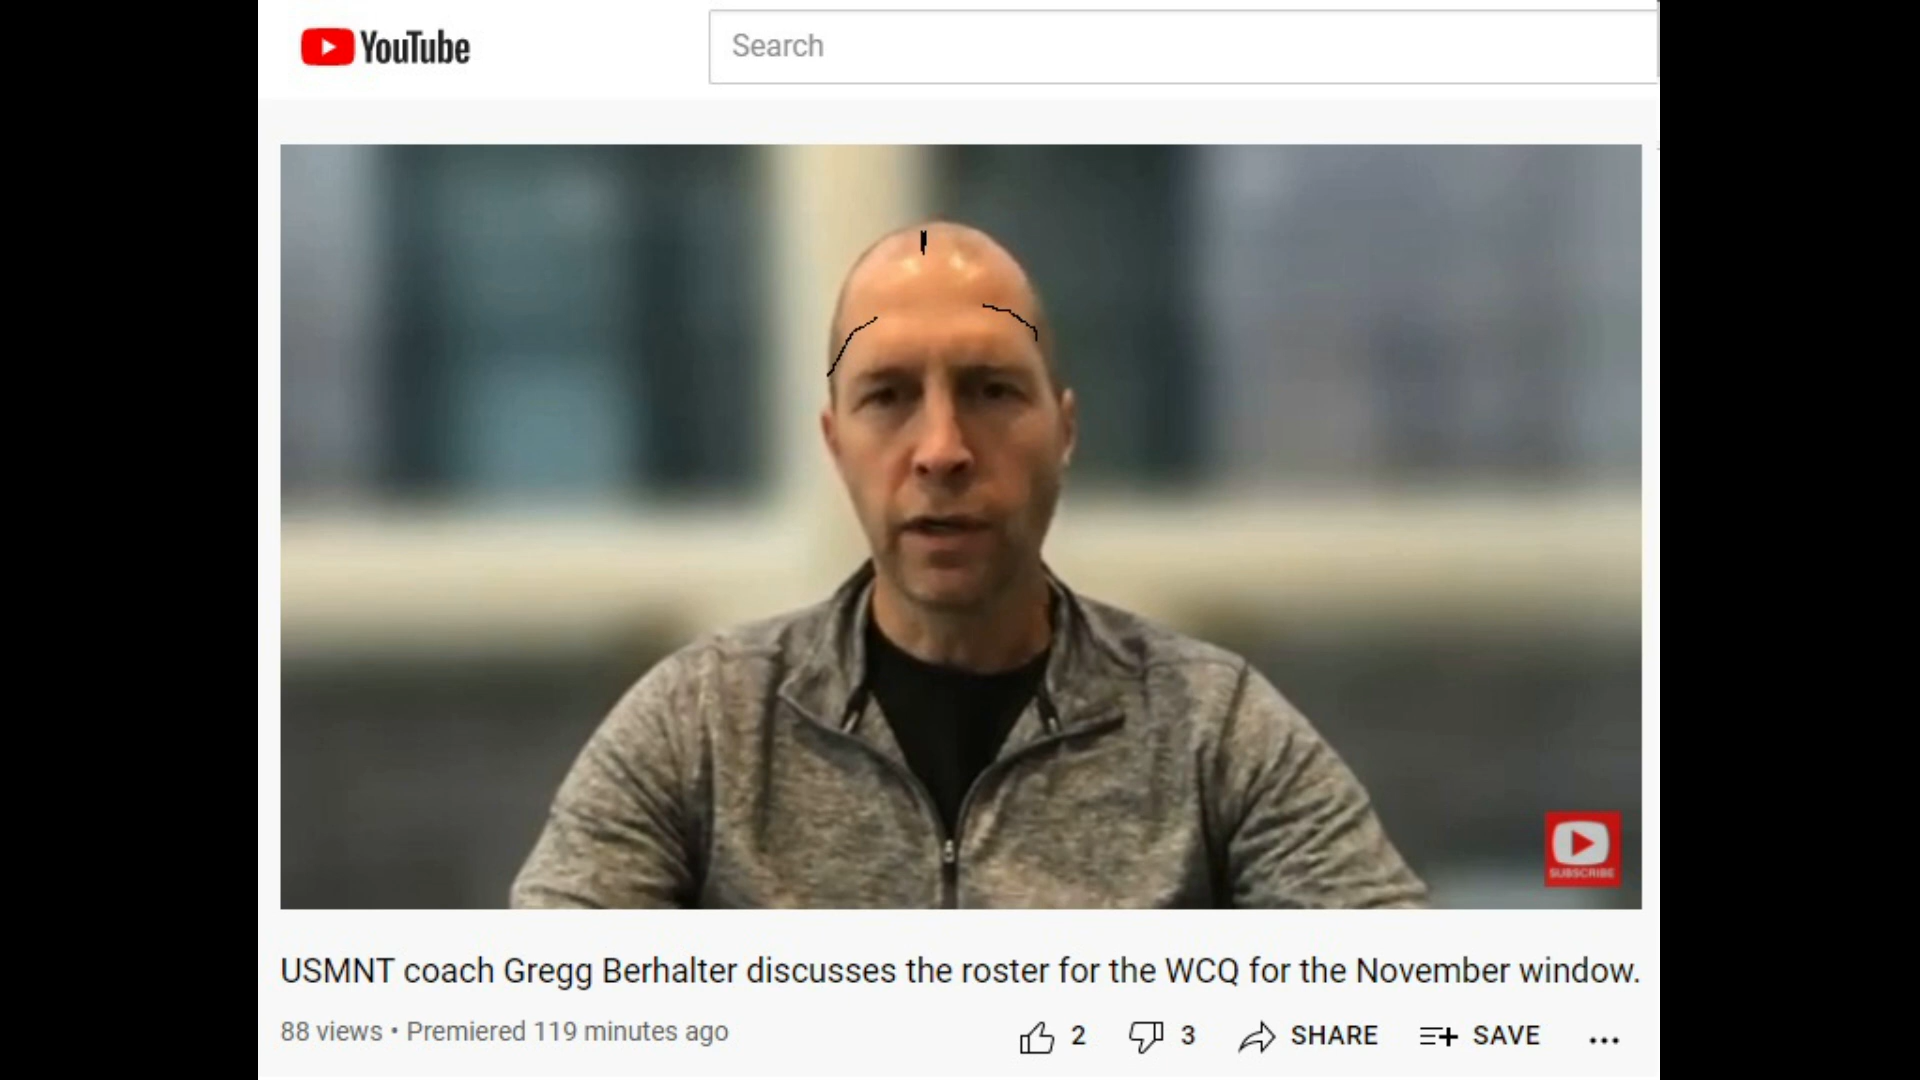 YouTube
Search
SUBSCRIBE
USMNT coach Gregg Berhalter discusses the roster for the WCQ for the November window.
88 views • Premiered 119 minutes ago
2 3 SHARE SAVE ...